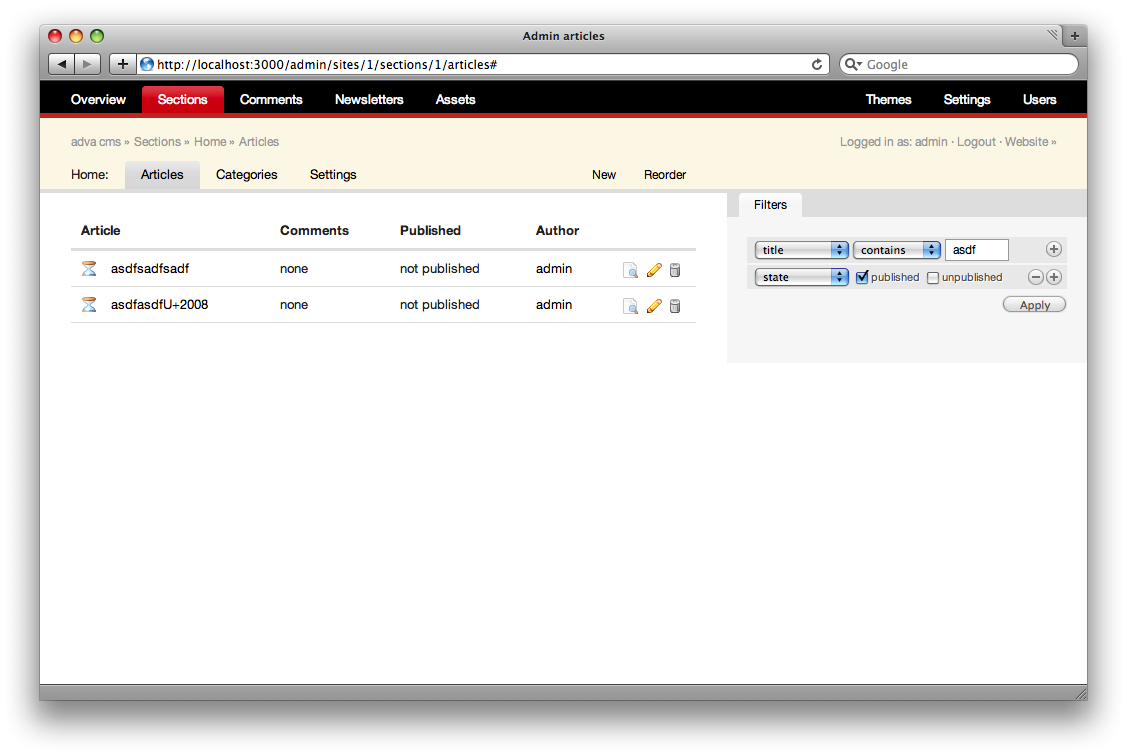 Admin articles
http://localhost:3000/admin/sites/1/sections/1/articles#
Google
Overview Sections Comments Newsletters Assets Themes Settings Users
adva cms » Sections » Home » Articles Logged in as: admin · Logout · Website »
Home: Articles Categories Settings New Reorder
Filters
Article Comments Published Author
title contains asdf
asdfsadfsadf none not published admin
state published unpublished
asdfasdfU+2008 none not published admin
Apply